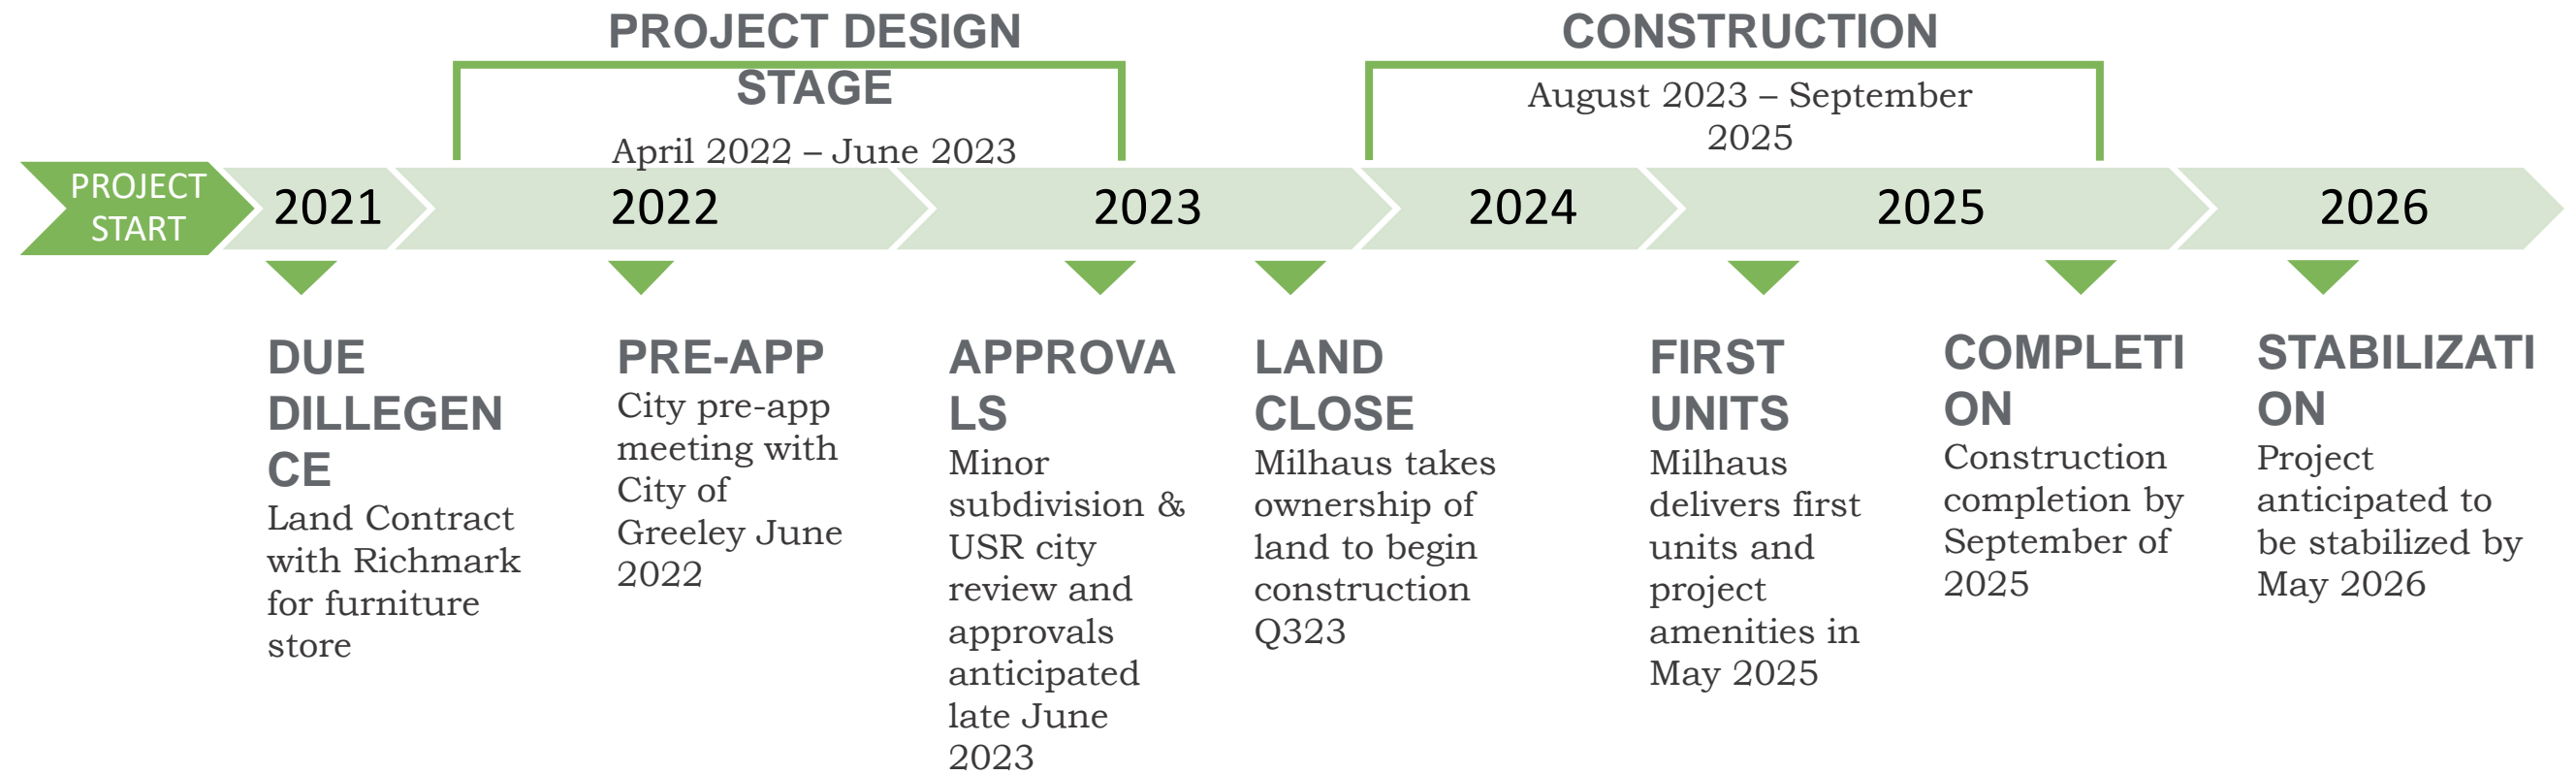 PROJECT DESIGN
STAGE
April 2022 – June 2023
CONSTRUCTION
August 2023 – September
2025
PROJECT
START
2021
2022
2023
2024
2025
2026
DUE
DILLEGEN
CE
Land Contract
with Richmark
for furniture
store
PRE-APP
City pre-app
meeting with
City of
Greeley June
2022
APPROVA
LS
Minor
subdivision &
USR city
review and
approvals
anticipated
late June
2023
LAND
CLOSE
Milhaus takes
ownership of
land to begin
construction
Q323
FIRST
UNITS
Milhaus
delivers first
units and
project
amenities in
May 2025
COMPLETI
ON
Construction
completion by
September of
2025
STABILIZATI
ON
Project
anticipated to
be stabilized by
May 2026